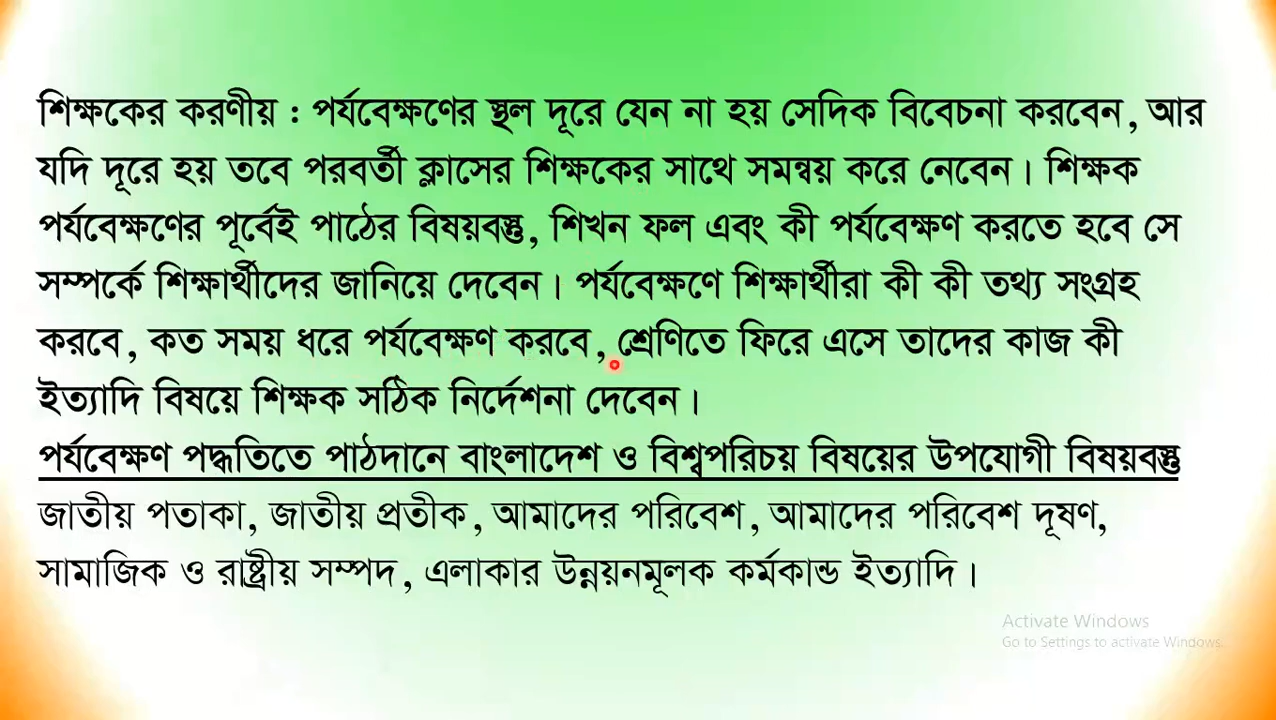 শিক্ষকের করণীয় : পর্যবেক্ষণের স্থল দূরে যেন না হয় সেদিক বিবেচনা করবেন, আর
যদি দূরে হয় তবে পরবর্তী ক্লাসের শিক্ষকের সাথে সমন্বয় করে নেবেন। শিক্ষক
পর্যবেক্ষণের পূর্বেই পাঠের বিষয়বস্তু, শিখন ফল এবং কী পর্যবেক্ষণ করতে হবে সে
সম্পর্কে শিক্ষার্থীদের জানিয়ে দেবেন। পর্যবেক্ষণে শিক্ষার্থীরা কী কী তথ্য সংগ্রহ
করবে, কত সময় ধরে পর্যবেক্ষণ করবে, শ্রেণিতে ফিরে এসে তাদের কাজ কী
ইত্যাদি বিষয়ে শিক্ষক সঠিক নির্দেশনা দেবেন।
পর্যবেক্ষণ পদ্ধতিতে পাঠদানে বাংলাদেশ ও বিশ্বপরিচয় বিষয়ের উপযোগী বিষয়বস্তু
জাতীয় পতাকা, জাতীয় প্রতীক, আমাদের পরিবেশ, আমাদের পরিবেশ দূষণ,
সামাজিক ও রাষ্ট্রীয় সম্পদ, এলাকার উন্নয়নমূলক কর্মকান্ড ইত্যাদি।
Activate Windows
Go to Settings to activate Windows.